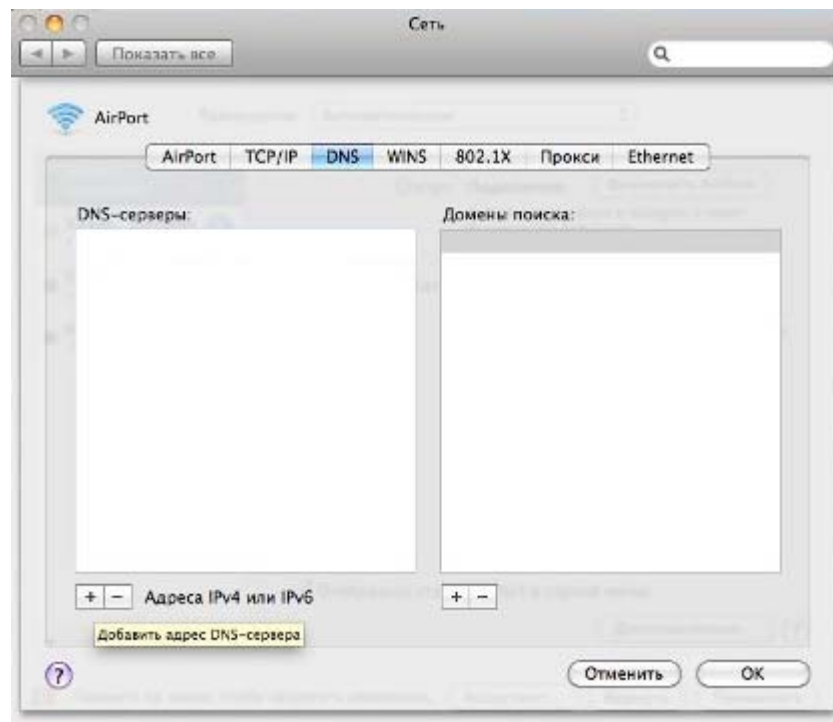 Сеть
Показать все
AirPort
AirPort TCP/IP DNS WINS 802.1X Прокси Ethernet
DNS-серверы: Домены поиска:
+ − Адреса IPv4 или IPv6 + −
Добавить адрес DNS-сервера
? Отменить OK